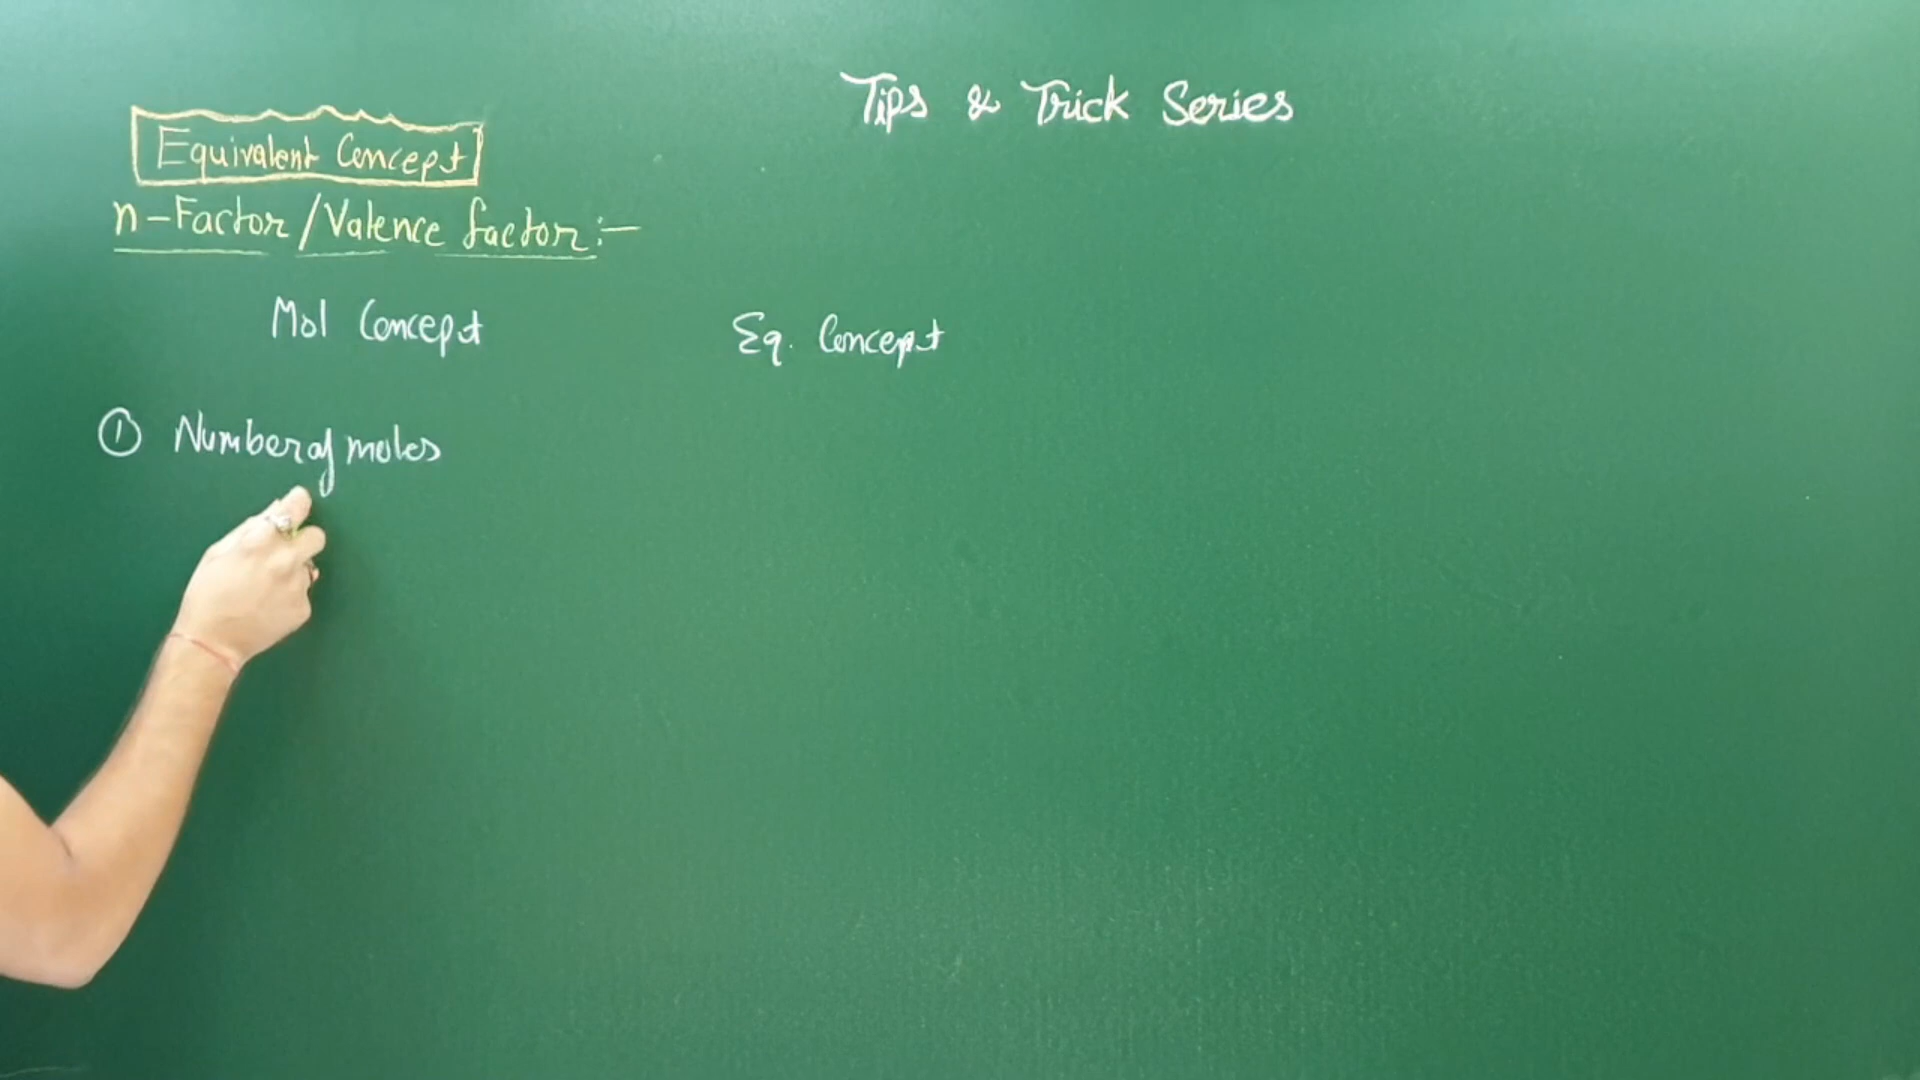 Tips & Trick Series
Equivalent Concept
n-Factor/Valence factor:-
Mol Concept
Eq. Concept
① Number of moles